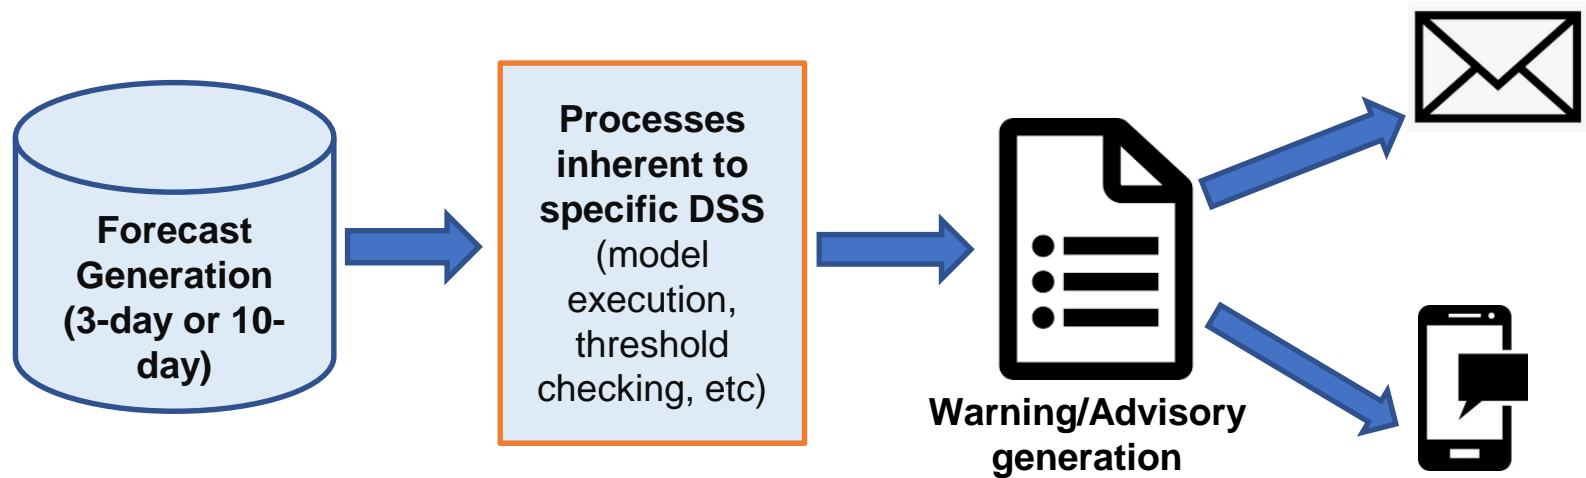 Forecast
Generation
(3-day or 10-
day)
Processes
inherent to
specific DSS
(model
execution,
threshold
checking, etc)
Warning/Advisory
generation